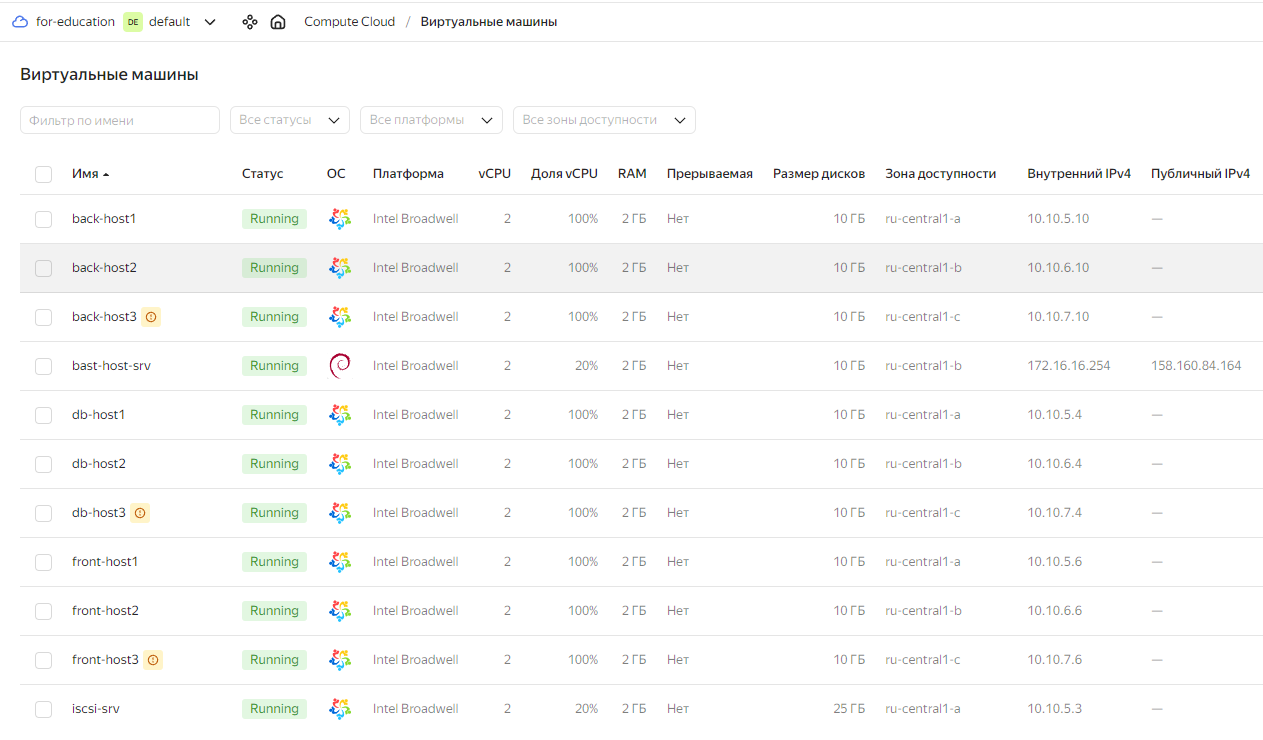 for-education DE default Compute Cloud / Виртуальные машины
Виртуальные машины
Фильтр по имени Все статусы Все платформы Все зоны доступности
Имя Статус ОС Платформа vCPU Доля vCPU RAM Прерываемая Размер дисков Зона доступности Внутренний IPv4 Публичный IPv4
back-host1 Running Intel Broadwell 2 100% 2 ГБ Нет 10 ГБ ru-central1-a 10.10.5.10 —
back-host2 Running Intel Broadwell 2 100% 2 ГБ Нет 10 ГБ ru-central1-b 10.10.6.10 —
back-host3 Running Intel Broadwell 2 100% 2 ГБ Нет 10 ГБ ru-central1-c 10.10.7.10 —
bast-host-srv Running Intel Broadwell 2 20% 2 ГБ Нет 10 ГБ ru-central1-b 172.16.16.254 158.160.84.164
db-host1 Running Intel Broadwell 2 100% 2 ГБ Нет 10 ГБ ru-central1-a 10.10.5.4 —
db-host2 Running Intel Broadwell 2 100% 2 ГБ Нет 10 ГБ ru-central1-b 10.10.6.4 —
db-host3 Running Intel Broadwell 2 100% 2 ГБ Нет 10 ГБ ru-central1-c 10.10.7.4 —
front-host1 Running Intel Broadwell 2 100% 2 ГБ Нет 10 ГБ ru-central1-a 10.10.5.6 —
front-host2 Running Intel Broadwell 2 100% 2 ГБ Нет 10 ГБ ru-central1-b 10.10.6.6 —
front-host3 Running Intel Broadwell 2 100% 2 ГБ Нет 10 ГБ ru-central1-c 10.10.7.6 —
iscsi-srv Running Intel Broadwell 2 20% 2 ГБ Нет 25 ГБ ru-central1-a 10.10.5.3 —